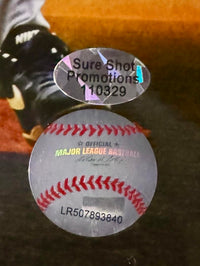 Sure Shot
Promotions
110329
OFFICIAL
MAJOR LEAGUE BASEBALL
LR507893840